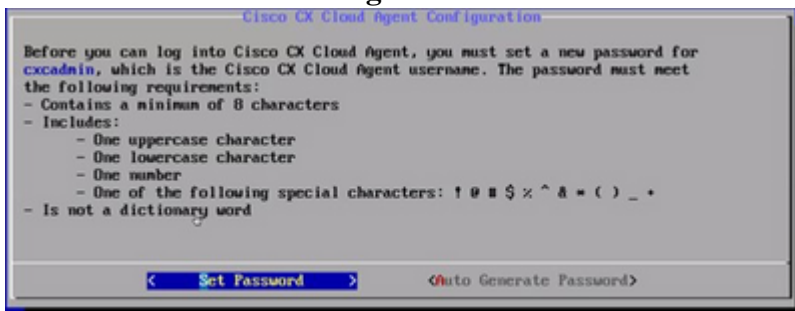 Cisco CX Cloud Agent Configuration
Before you can log into Cisco CX Cloud Agent, you must set a new password for
cxcadmin, which is the Cisco CX Cloud Agent username. The password must meet
the following requirements:
- Contains a minimum of 8 characters
- Includes:
- One uppercase character
- One lowercase character
- One number
- One of the following special characters: ! @ # $ % ^ & * ( ) _ +
- Is not a dictionary word
< Set Password > <Auto Generate Password>